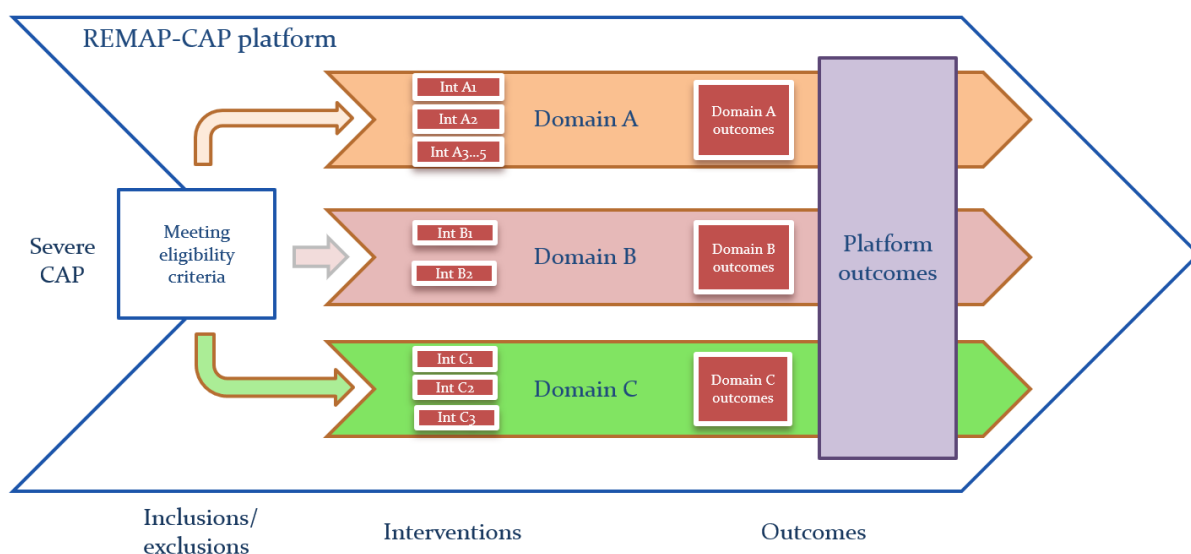 REMAP-CAP platform
Int A1
Int A2
Int A3...5
Domain A
Domain A
outcomes
Severe
CAP
Meeting
eligibility
criteria
Int B1
Int B2
Domain B
Domain B
outcomes
Platform
outcomes
Int C1
Int C2
Int C3
Domain C
Domain C
outcomes
Inclusions/
exclusions
Interventions
Outcomes